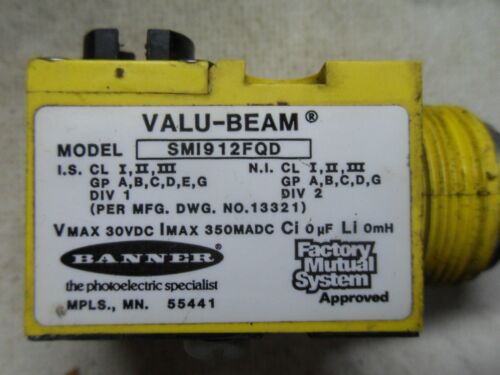 VALU-BEAM®
MODEL SMI912FQD
I.S. CL I,II,III N.I. CL I,II,III
GP A,B,C,D,E,G GP A,B,C,D,G
DIV 1 DIV 2
(PER MFG. DWG. NO.13321)
VMAX 30VDC IMAX 350MADC Ci 0 µF Li 0mH
BANNER
the photoelectric specialist
MPLS., MN. 55441
Factory
Mutual
System
Approved